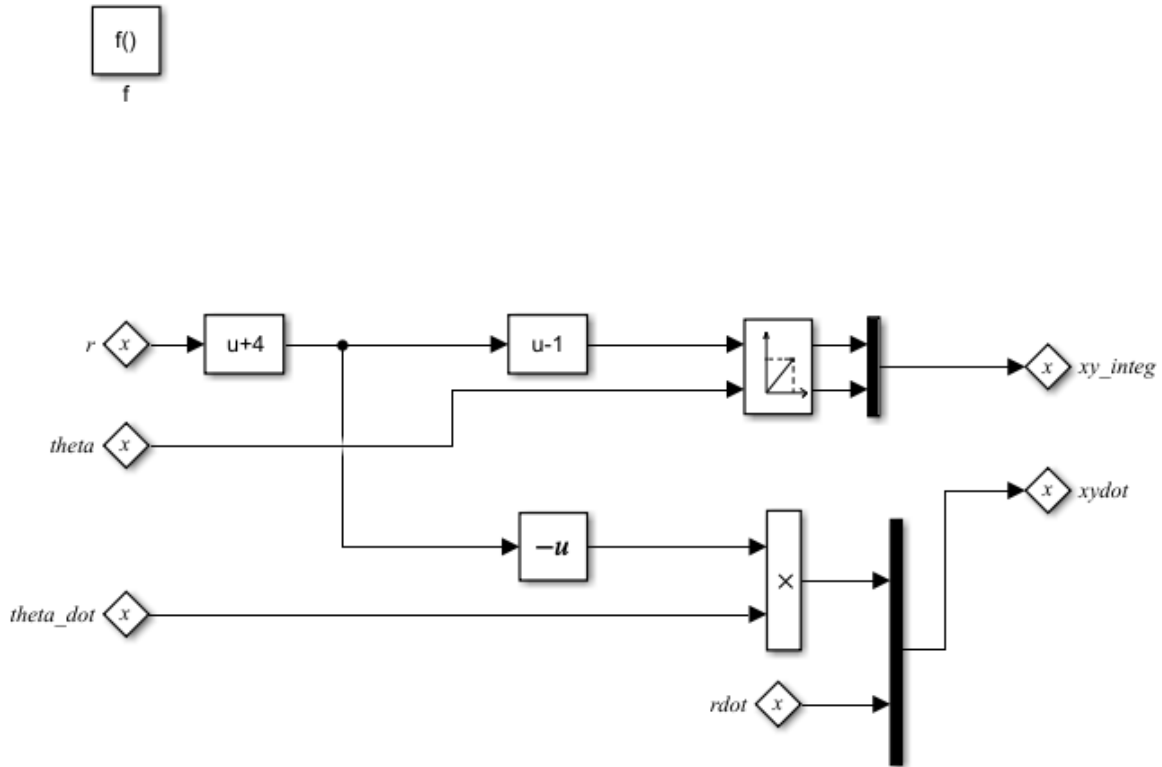 f()
f
r
x
u+4
u-1
x
xy_integ
theta
x
x
xydot
−u
×
theta_dot
x
rdot
x